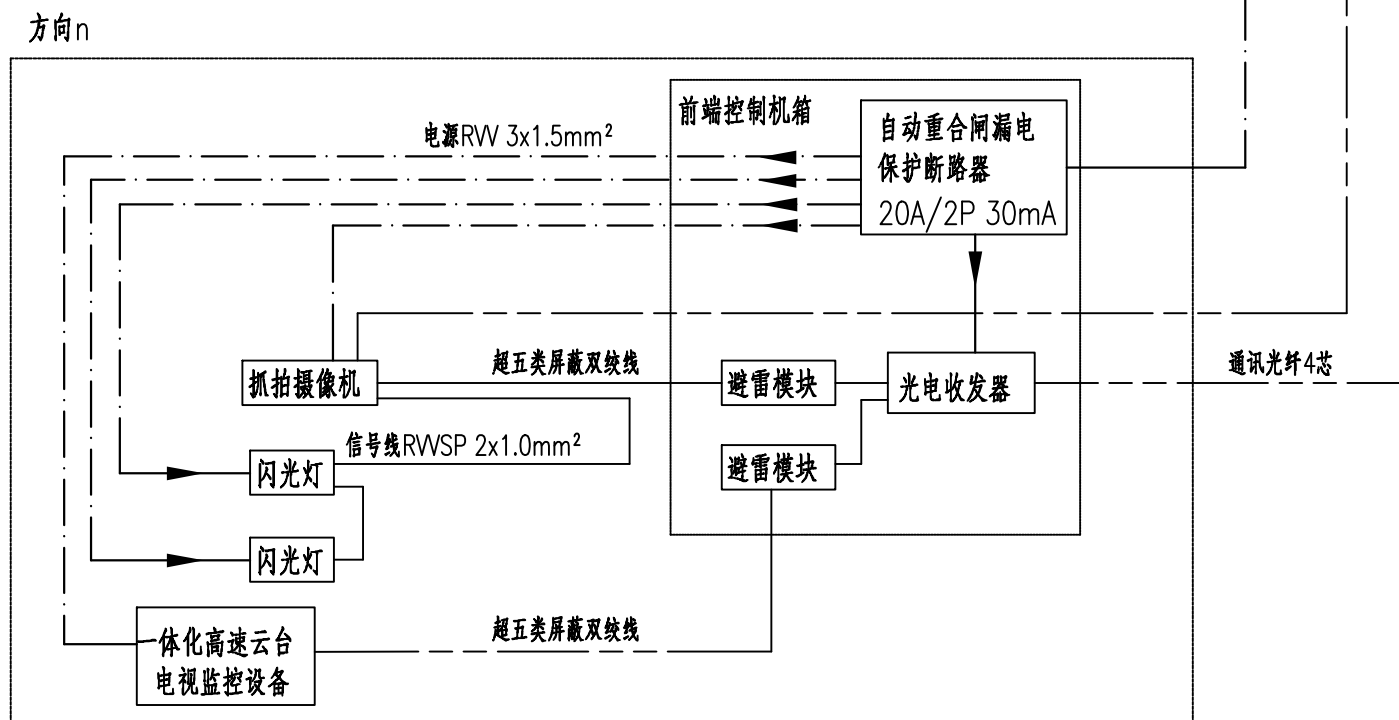 方向n
前端控制机箱
自动重合闸漏电
保护断路器
20A/2P 30mA
电源RVV 3x1.5mm²
超五类屏蔽双绞线
通讯光纤4芯
抓拍摄像机
避雷模块
光电收发器
信号线RVVSP 2x1.0mm²
闪光灯
避雷模块
闪光灯
一体化高速云台
电视监控设备
超五类屏蔽双绞线